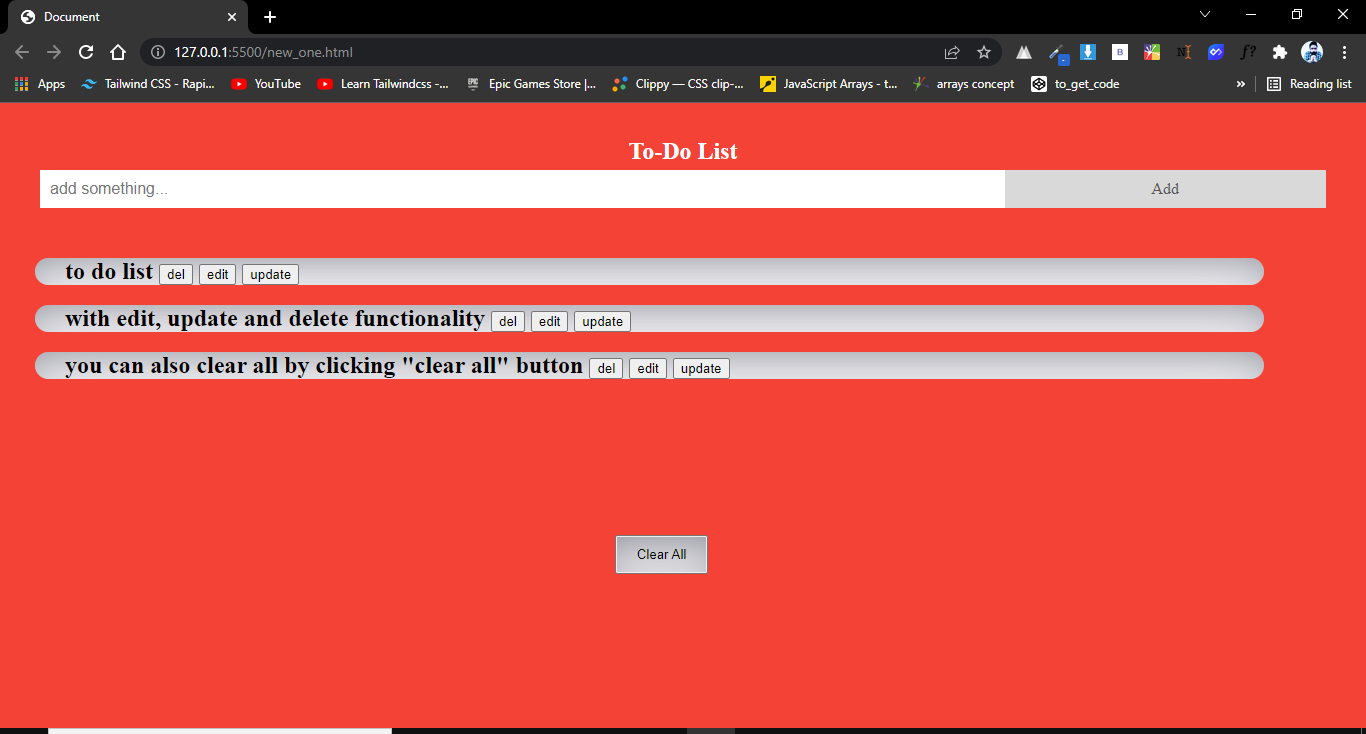 Document
127.0.0.1:5500/new_one.html
Apps Tailwind CSS - Rapi... YouTube Learn Tailwindcss -... Epic Games Store |... Clippy — CSS clip-... JavaScript Arrays - t... arrays concept to_get_code » Reading list
To-Do List
add something... Add
to do list del edit update
with edit, update and delete functionality del edit update
you can also clear all by clicking "clear all" button del edit update
Clear All